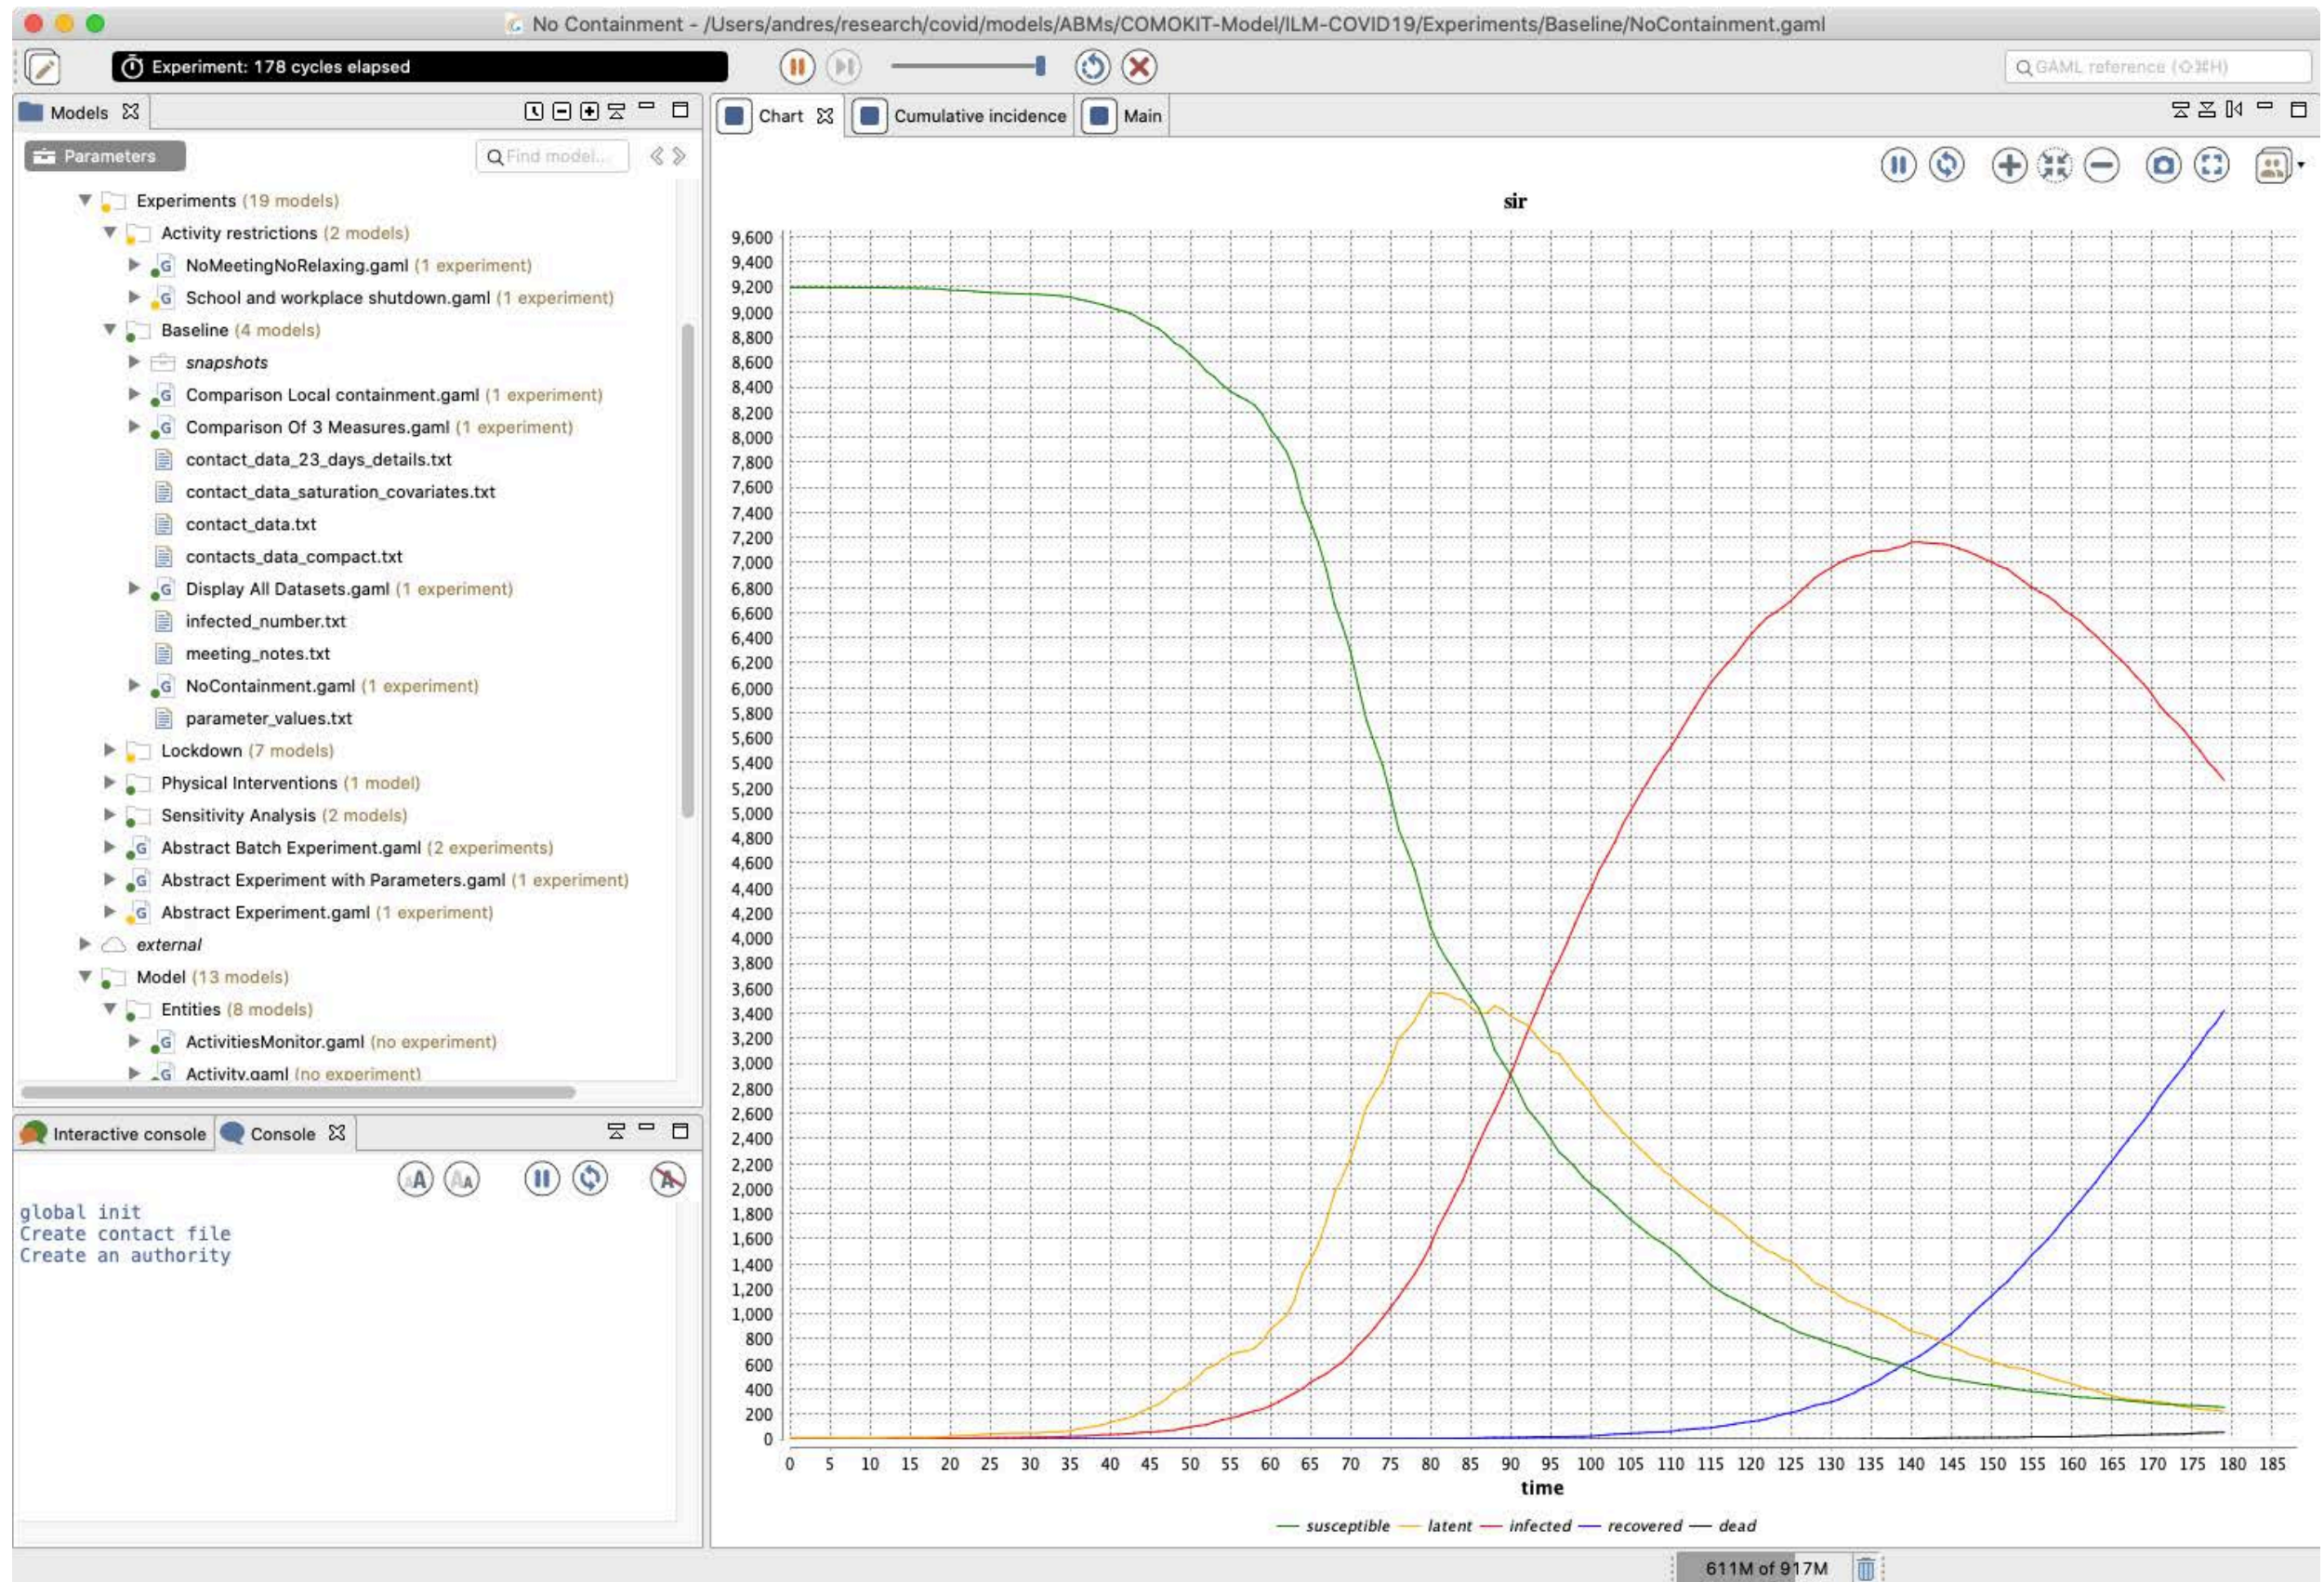 No Containment - /Users/andres/research/covid/models/ABMs/COMOKIT-Model/ILM-COVID19/Experiments/Baseline/NoContainment.gaml
Experiment: 178 cycles elapsed
GAML reference (⇧⌘H)
Models
Parameters
Find model...
Experiments (19 models)
Activity restrictions (2 models)
NoMeetingNoRelaxing.gaml (1 experiment)
School and workplace shutdown.gaml (1 experiment)
Baseline (4 models)
snapshots
Comparison Local containment.gaml (1 experiment)
Comparison Of 3 Measures.gaml (1 experiment)
contact_data_23_days_details.txt
contact_data_saturation_covariates.txt
contact_data.txt
contacts_data_compact.txt
Display All Datasets.gaml (1 experiment)
infected_number.txt
meeting_notes.txt
NoContainment.gaml (1 experiment)
parameter_values.txt
Lockdown (7 models)
Physical Interventions (1 model)
Sensitivity Analysis (2 models)
Abstract Batch Experiment.gaml (2 experiments)
Abstract Experiment with Parameters.gaml (1 experiment)
Abstract Experiment.gaml (1 experiment)
external
Model (13 models)
Entities (8 models)
ActivitiesMonitor.gaml (no experiment)
Activity.gaml (no experiment)
Interactive console Console
global init
Create contact file
Create an authority
Chart Cumulative incidence Main
sir
9,600
9,400
9,200
9,000
8,800
8,600
8,400
8,200
8,000
7,800
7,600
7,400
7,200
7,000
6,800
6,600
6,400
6,200
6,000
5,800
5,600
5,400
5,200
5,000
4,800
4,600
4,400
4,200
4,000
3,800
3,600
3,400
3,200
3,000
2,800
2,600
2,400
2,200
2,000
1,800
1,600
1,400
1,200
1,000
800
600
400
200
0
0 5 10 15 20 25 30 35 40 45 50 55 60 65 70 75 80 85 90 95 100 105 110 115 120 125 130 135 140 145 150 155 160 165 170 175 180 185
time
susceptible latent infected recovered dead
611M of 917M